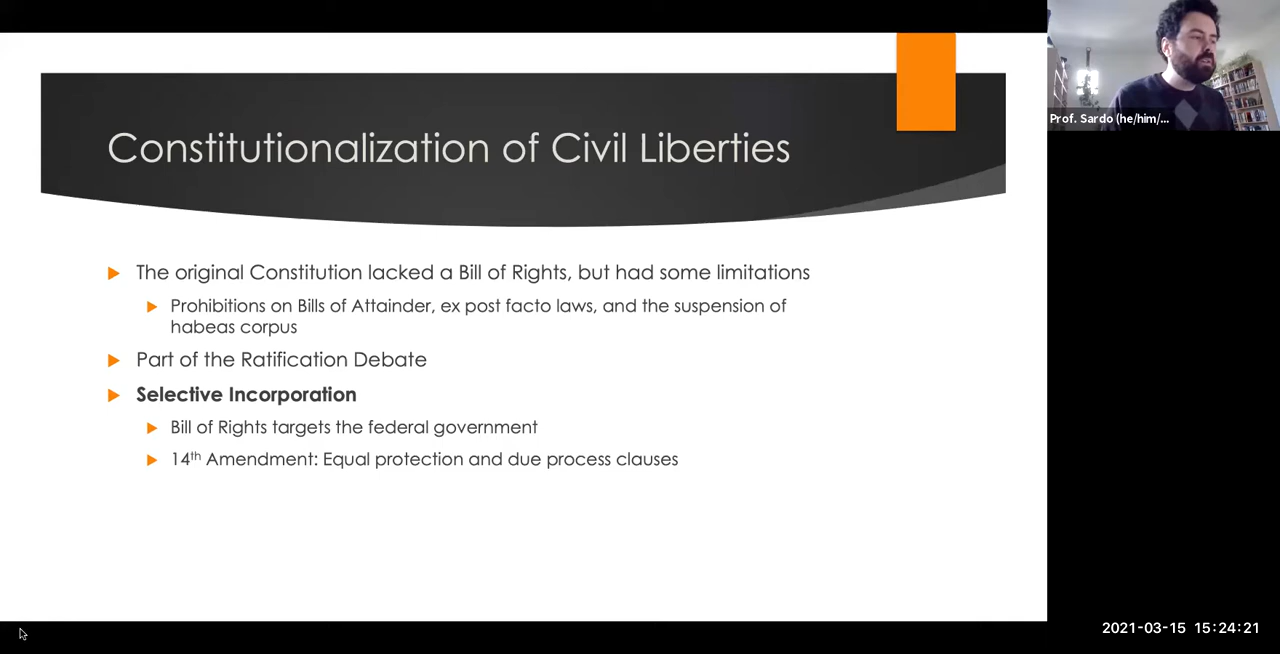 Constitutionalization of Civil Liberties
The original Constitution lacked a Bill of Rights, but had some limitations
Prohibitions on Bills of Attainder, ex post facto laws, and the suspension of
habeas corpus
Part of the Ratification Debate
Selective Incorporation
Bill of Rights targets the federal government
14th Amendment: Equal protection and due process clauses
Prof. Sardo (he/him/...
2021-03-15 15:24:21